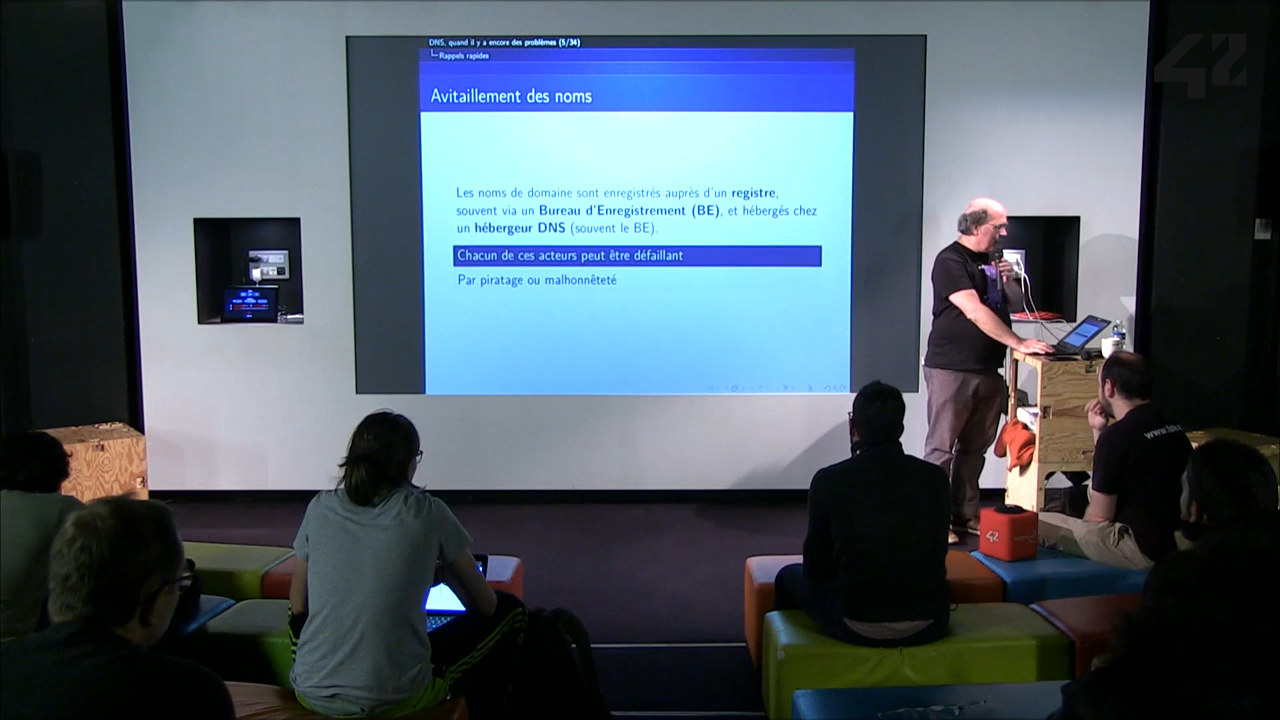 DNS, quand il y a encore des problèmes (5/34)
Rappels rapides
Avitaillement des noms
Les noms de domaine sont enregistrés auprès d'un registre,
souvent via un Bureau d'Enregistrement (BE), et hébergés chez
un hébergeur DNS (souvent le BE).
Chacun de ces acteurs peut être défaillant
Par piratage ou malhonnêteté
42
42